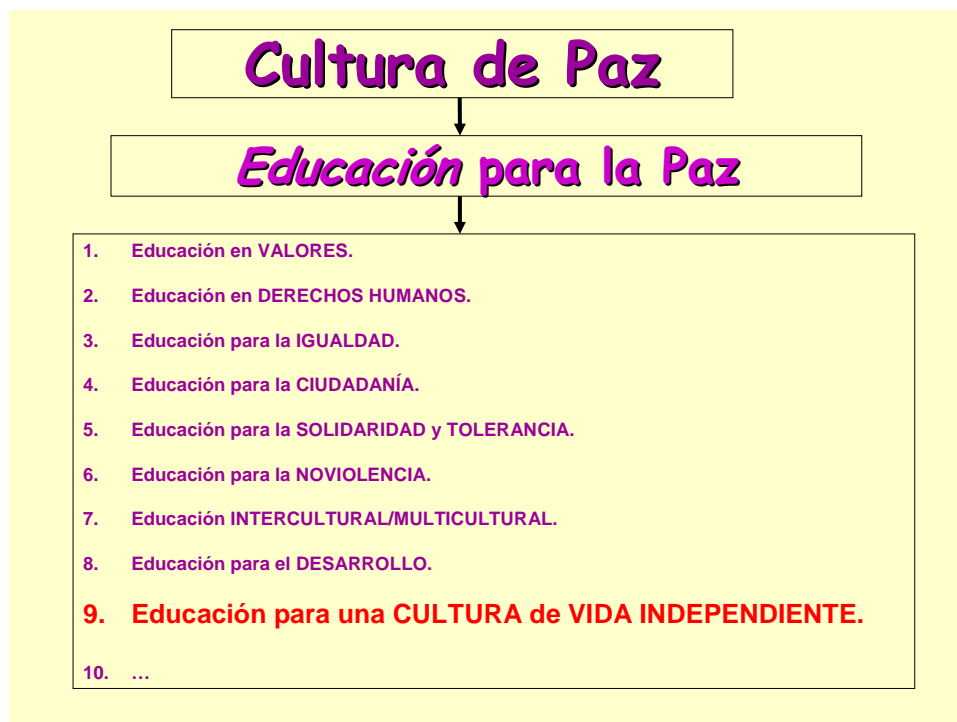 Cultura de Paz
Educación para la Paz
1. Educación en VALORES.
2. Educación en DERECHOS HUMANOS.
3. Educación para la IGUALDAD.
4. Educación para la CIUDADANÍA.
5. Educación para la SOLIDARIDAD y TOLERANCIA.
6. Educación para la NOVIOLENCIA.
7. Educación INTERCULTURAL/MULTICULTURAL.
8. Educación para el DESARROLLO.
9. Educación para una CULTURA de VIDA INDEPENDIENTE.
10. …